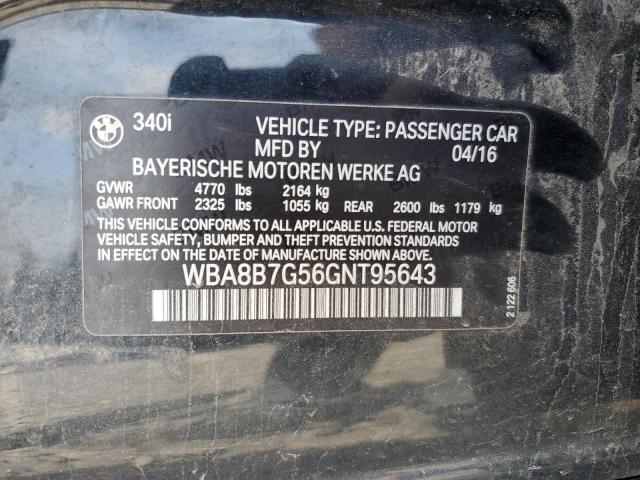 340i VEHICLE TYPE: PASSENGER CAR
MFD BY 04/16
BAYERISCHE MOTOREN WERKE AG
GVWR 4770 lbs 2164 kg
GAWR FRONT 2325 lbs 1055 kg REAR 2600 lbs 1179 kg
THIS VEHICLE CONFORMS TO ALL APPLICABLE U.S. FEDERAL MOTOR
VEHICLE SAFETY, BUMPER AND THEFT PREVENTION STANDARDS
IN EFFECT ON THE DATE OF MANUFACTURE SHOWN ABOVE.
WBA8B7G56GNT95643
2 122 606